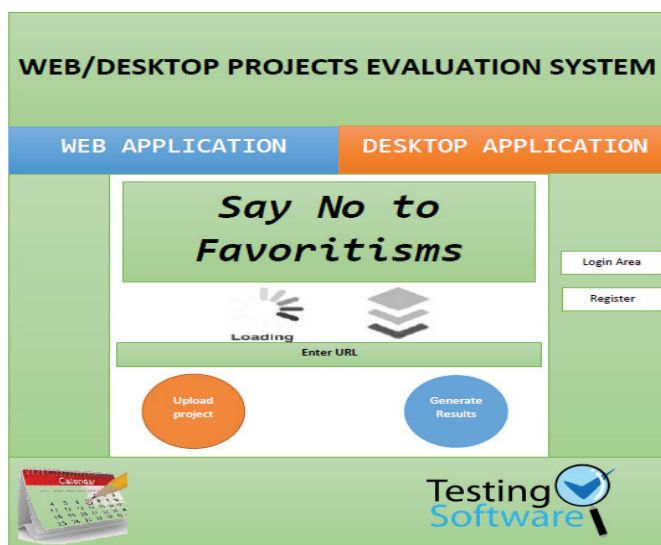 WEB/DESKTOP PROJECTS EVALUATION SYSTEM
WEB APPLICATION
DESKTOP APPLICATION
Say No to
Favoritisms
Login Area
Register
Loading
Enter URL
Upload
project
Generate
Results
Calendar
Testing
Software